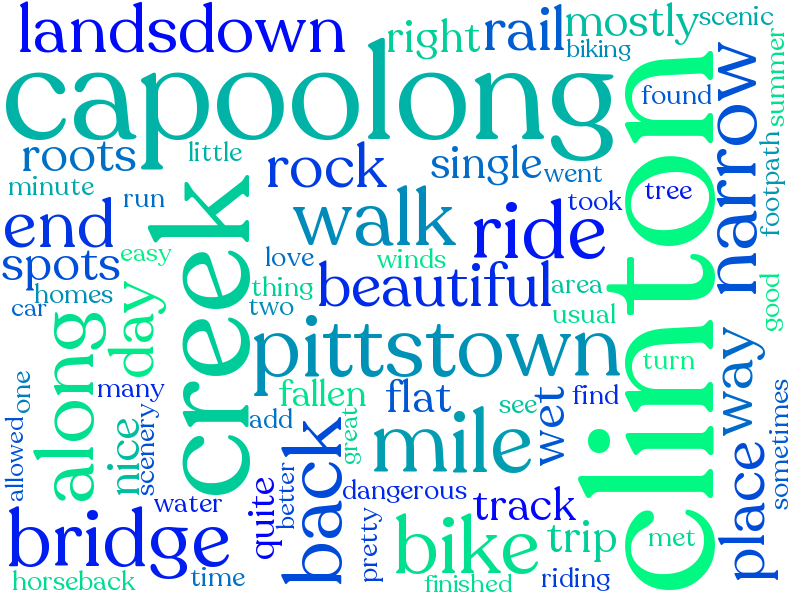 landsdown
right
rail
mostly
scenic
biking
capoolong
found
summer
narrow
clinton
roots
little
rock
single
went
minute
run
took
tree
footpath
end
creek
walk
ride
easy
love
winds
spots
homes
car
thing
two
beautiful
area
usual
good
day
along
pittstown
turn
way
many
fallen
flat
see
wet
find
one
allowed
nice
scenery
add
great
back
mile
place
sometimes
water
quite
better
dangerous
track
bridge
pretty
bike
trip
met
horseback
time
finished
riding